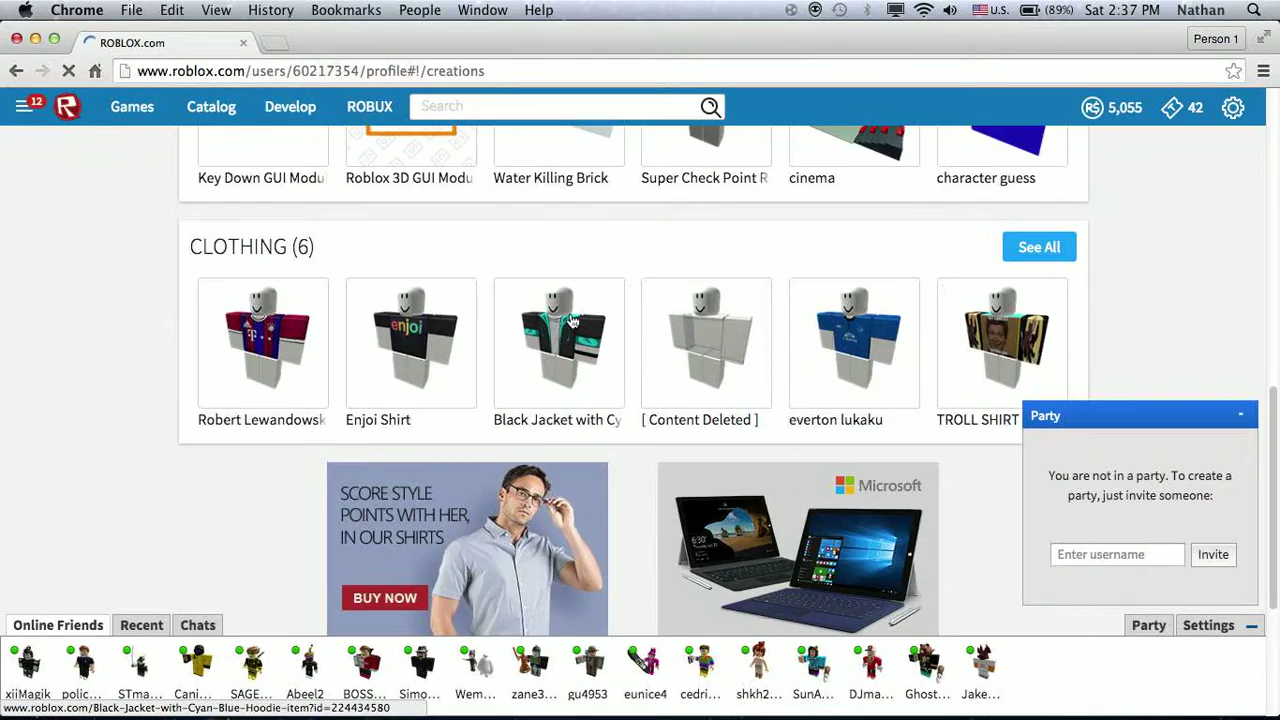 Chrome File Edit View History Bookmarks People Window Help U.S. (89%) Sat 2:37 PM Nathan
ROBLOX.com Person 1
www.roblox.com/users/60217354/profile#!/creations
12 R Games Catalog Develop ROBUX Search R$ 5,055 42
Key Down GUI Modu Roblox 3D GUI Modu Water Killing Brick Super Check Point R cinema character guess
CLOTHING (6) See All
enjoi
Robert Lewandowsk Enjoi Shirt Black Jacket with Cy [ Content Deleted ] everton lukaku TROLL SHIRT
Party
You are not in a party. To create a
party, just invite someone:
Enter username Invite
SCORE STYLE
POINTS WITH HER,
IN OUR SHIRTS
BUY NOW
Microsoft
6:30
Online Friends Recent Chats Party Settings
xiiMagik polic... STma... Cani... SAGE... Abeel2 BOSS... Simo... Wem... zane3... gu4953 eunice4 cedri... shkh2... SunA... DJma... Ghost... Jake...
www.roblox.com/Black-Jacket-with-Cyan-Blue-Hoodie-item?id=224434580